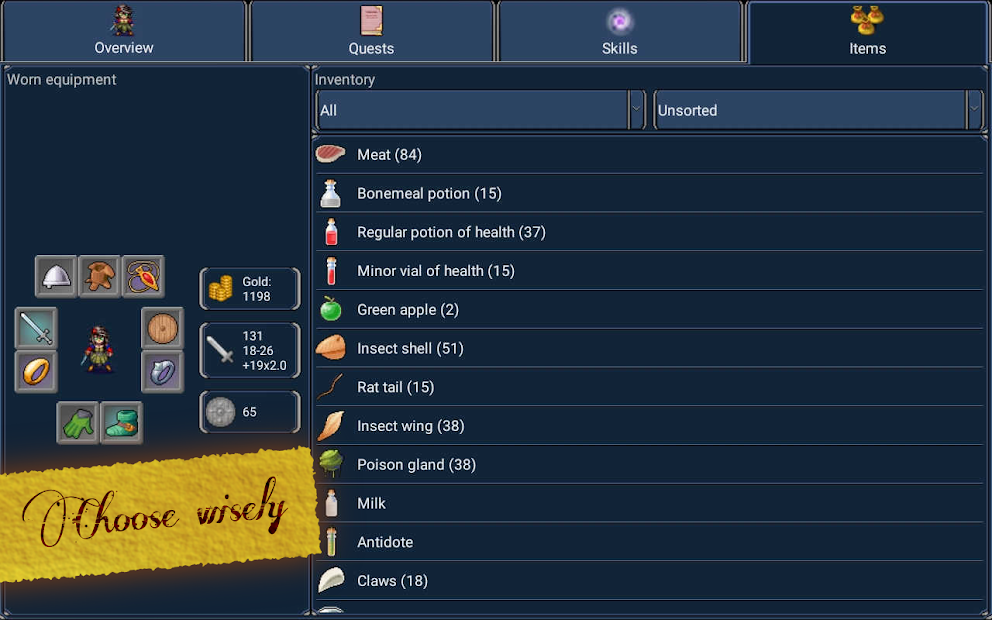 Overview
Quests
Skills
Items
Worn equipment
Gold:
1198
131
18-26
+19x2.0
65
Choose wisely
Inventory
All
Unsorted
Meat (84)
Bonemeal potion (15)
Regular potion of health (37)
Minor vial of health (15)
Green apple (2)
Insect shell (51)
Rat tail (15)
Insect wing (38)
Poison gland (38)
Milk
Antidote
Claws (18)